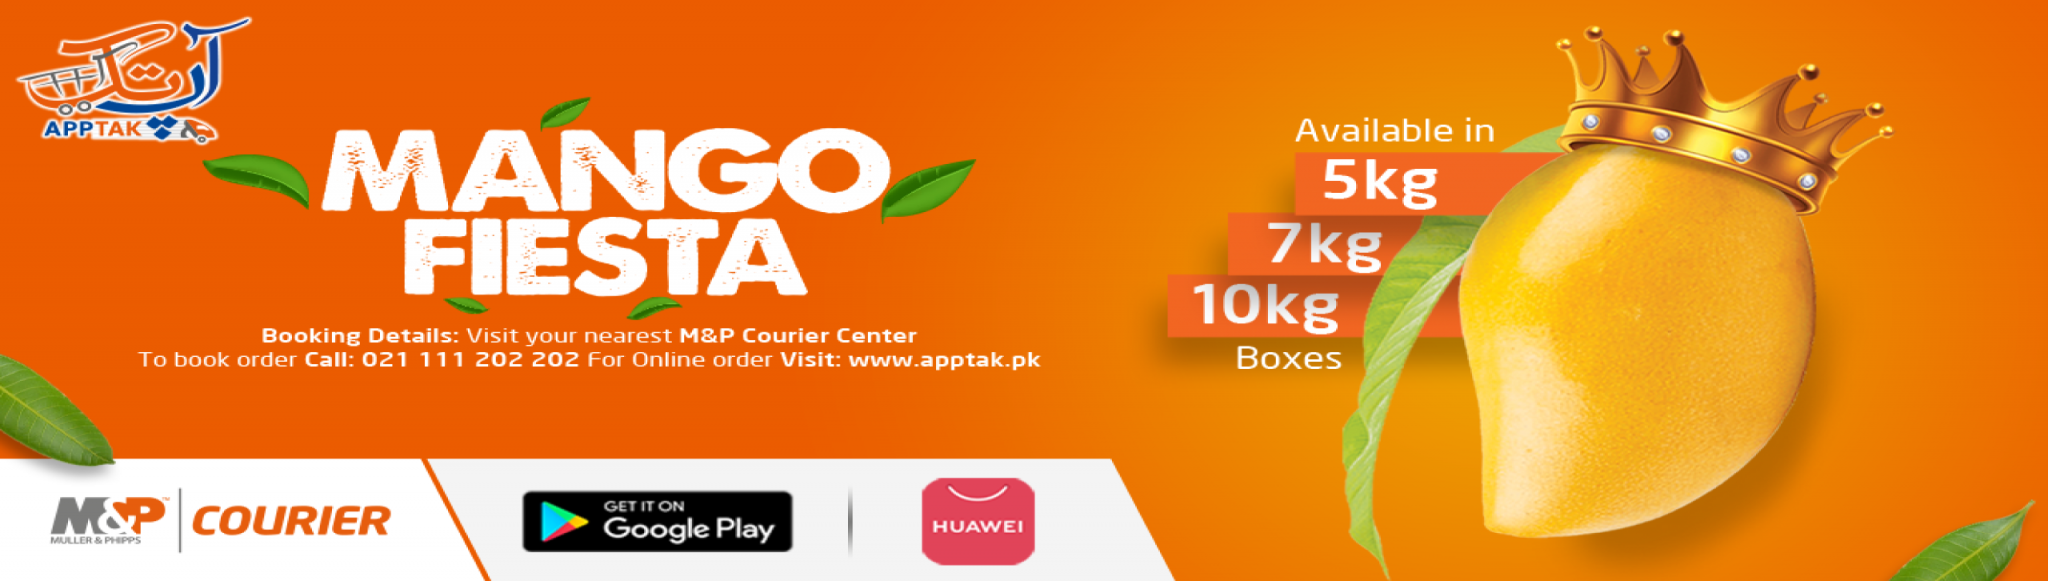 آپ تک
APPTAK
MANGO
FIESTA
Booking Details: Visit your nearest M&P Courier Center
To book order Call: 021 111 202 202 For Online order Visit: www.apptak.pk
Available in
5kg
7kg
10kg
Boxes
M&P™
MULLER & PHIPPS
COURIER
GET IT ON
Google Play
HUAWEI